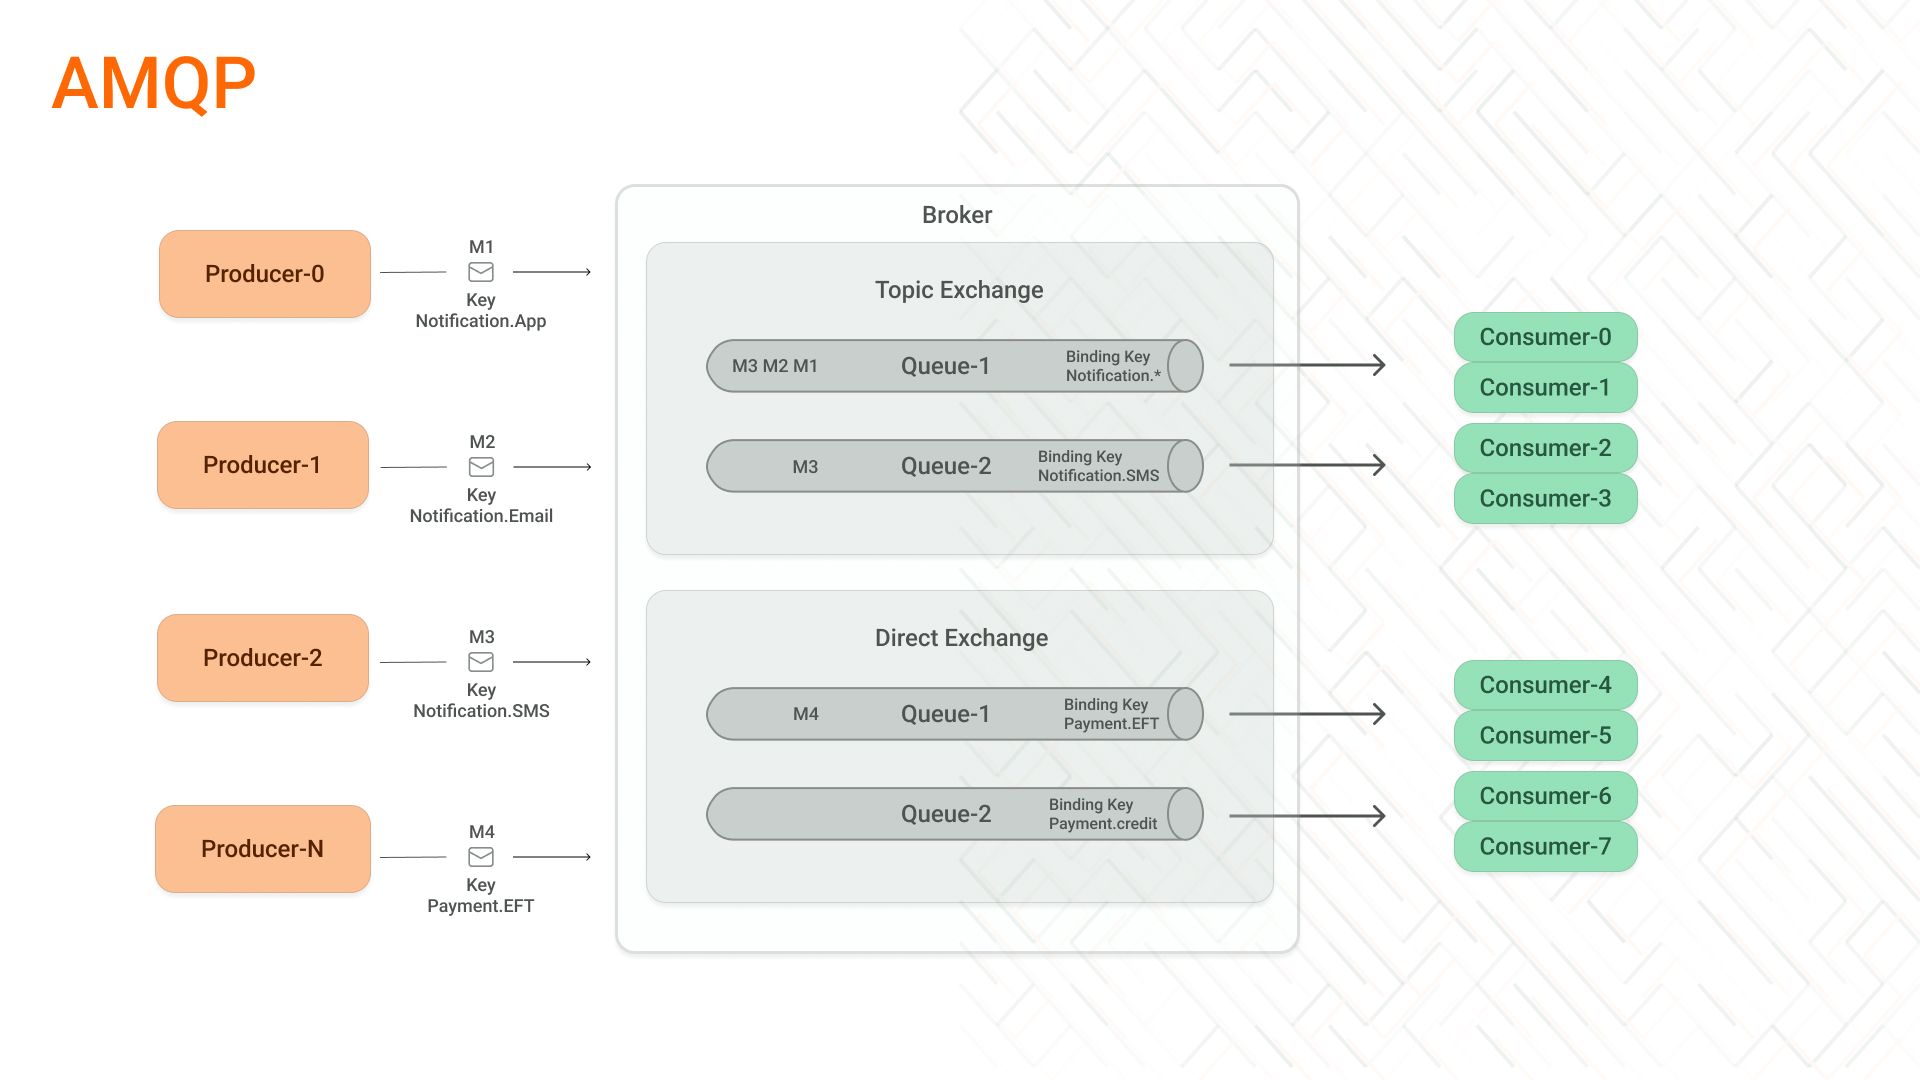 AMQP
Producer-0
M1
Key
Notification.App
Producer-1
M2
Key
Notification.Email
Producer-2
M3
Key
Notification.SMS
Producer-N
M4
Key
Payment.EFT
Broker
Topic Exchange
M3 M2 M1
Queue-1
Binding Key
Notification.*
M3
Queue-2
Binding Key
Notification.SMS
Direct Exchange
M4
Queue-1
Binding Key
Payment.EFT
Queue-2
Binding Key
Payment.credit
Consumer-0
Consumer-1
Consumer-2
Consumer-3
Consumer-4
Consumer-5
Consumer-6
Consumer-7